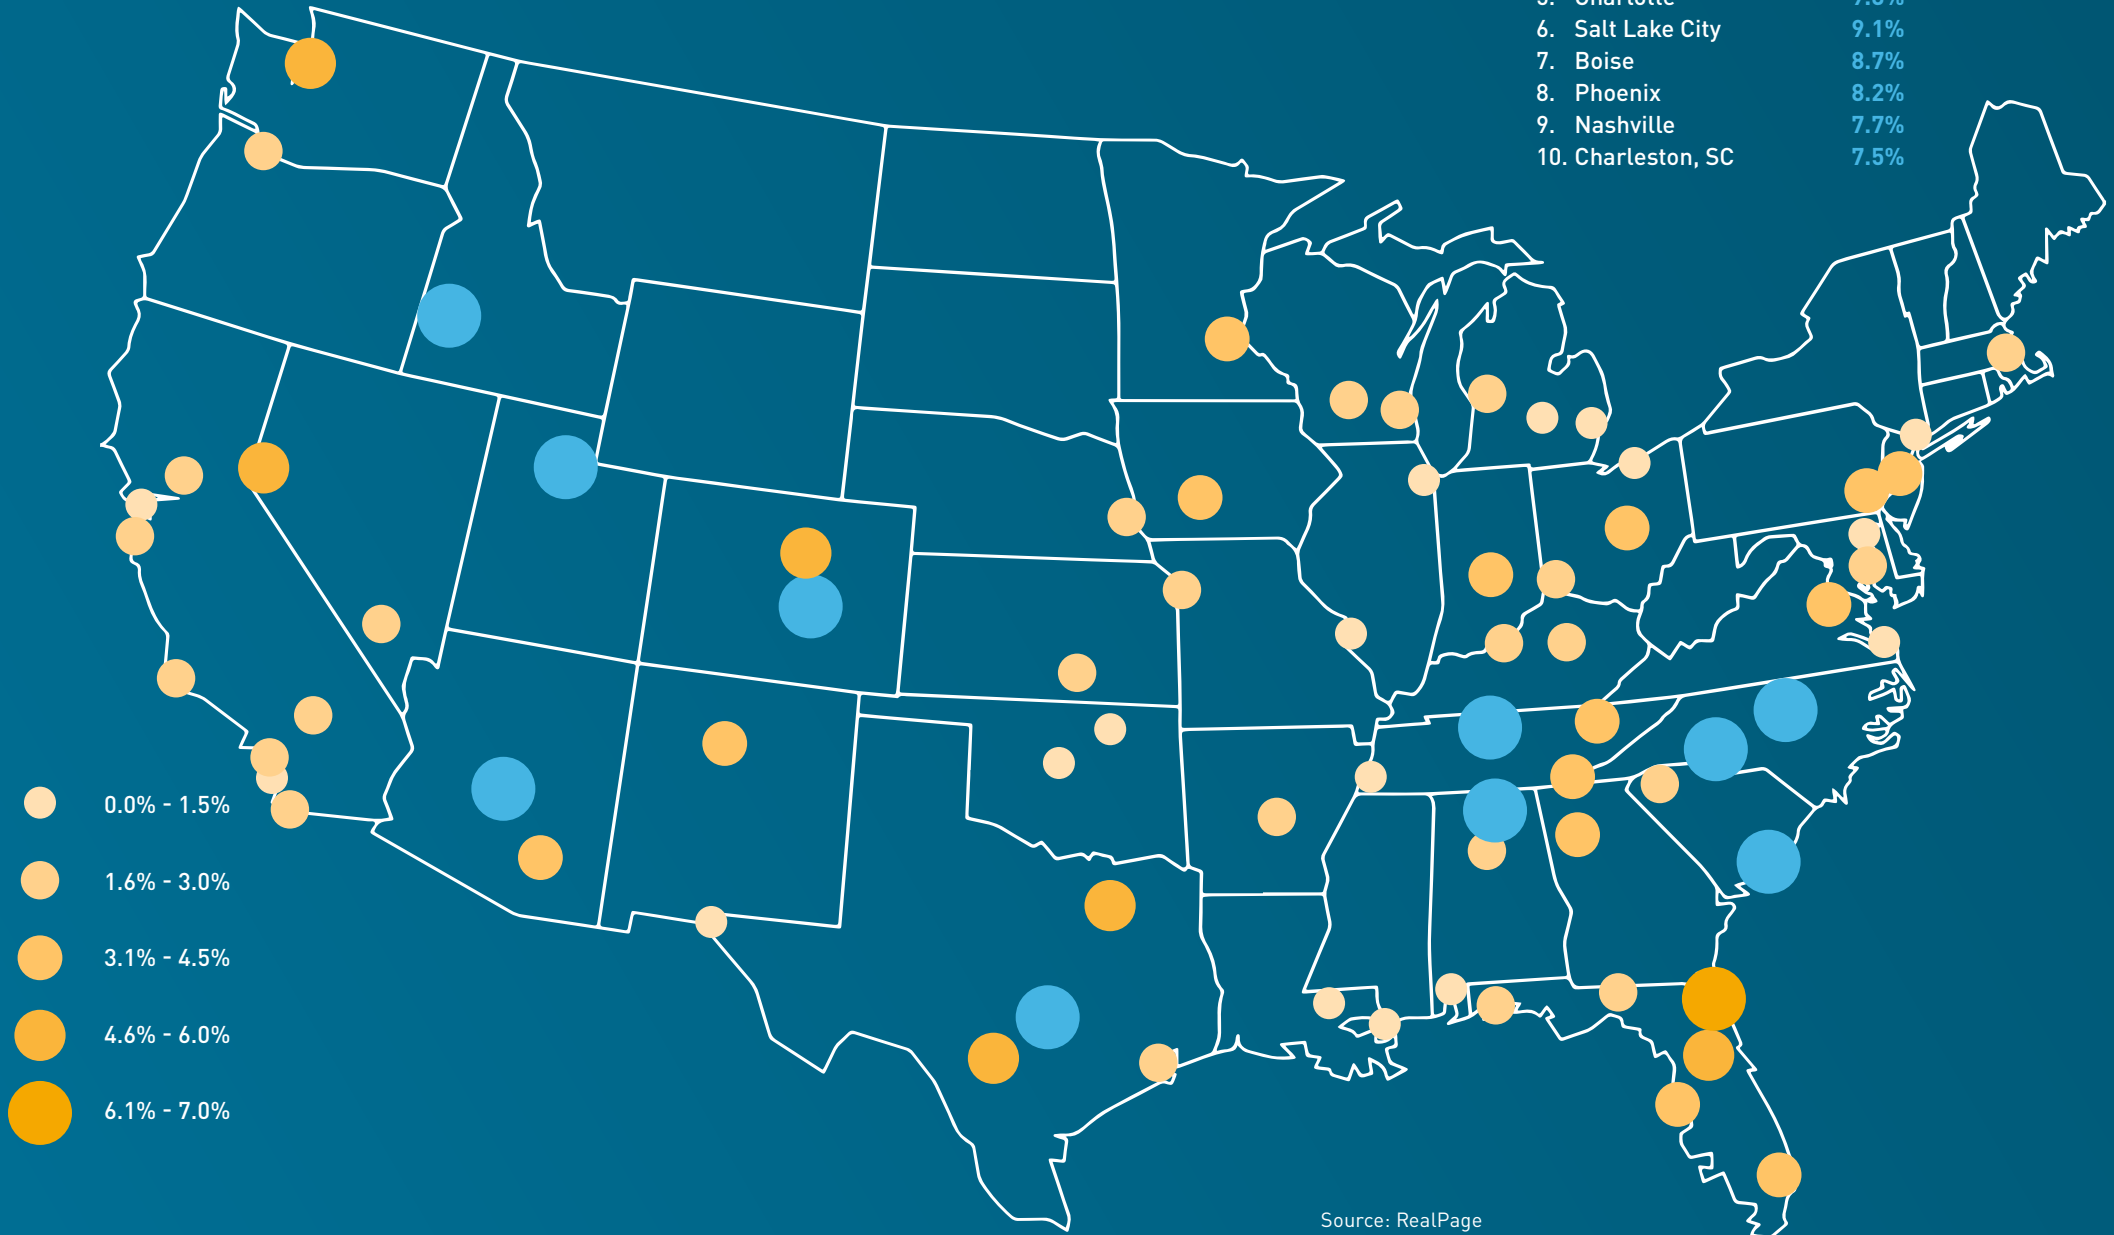 6. Salt Lake City 9.1%
7. Boise 8.7%
8. Phoenix 8.2%
9. Nashville 7.7%
10. Charleston, SC 7.5%
0.0% - 1.5%
1.6% - 3.0%
3.1% - 4.5%
4.6% - 6.0%
6.1% - 7.0%
Source: RealPage